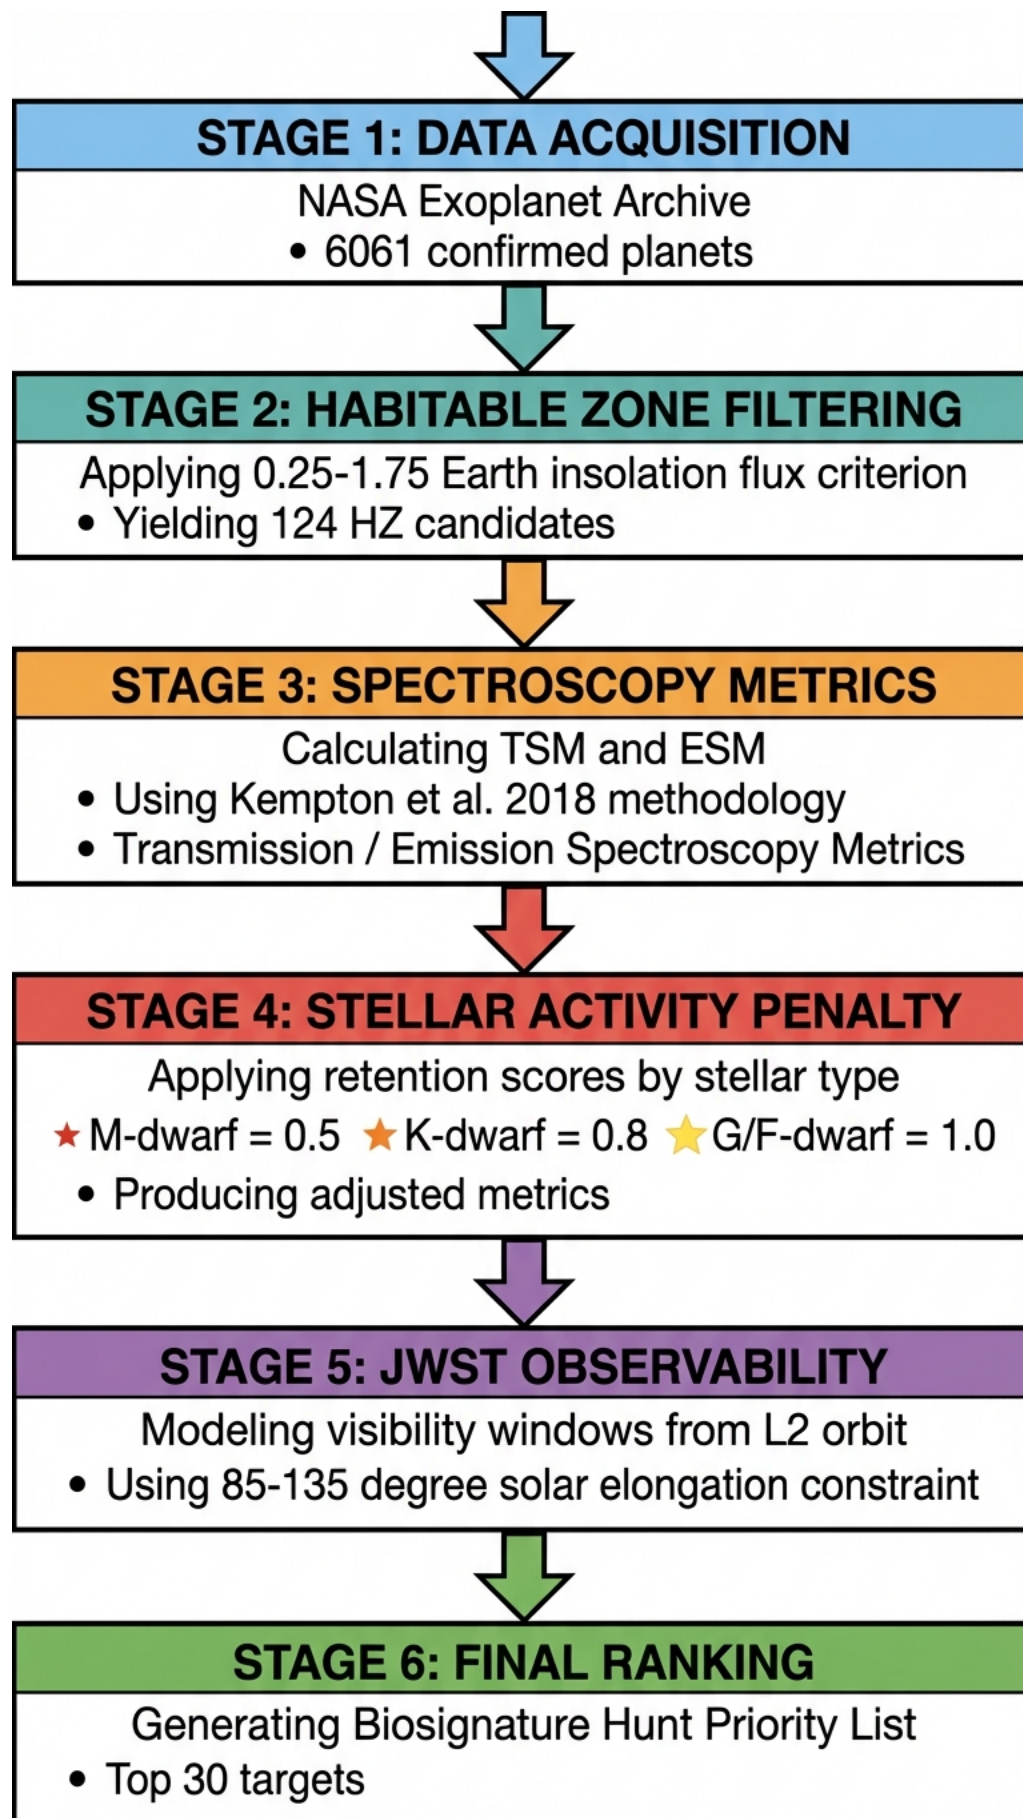 STAGE 1: DATA ACQUISITION
NASA Exoplanet Archive
• 6061 confirmed planets
STAGE 2: HABITABLE ZONE FILTERING
Applying 0.25-1.75 Earth insolation flux criterion
• Yielding 124 HZ candidates
STAGE 3: SPECTROSCOPY METRICS
Calculating TSM and ESM
• Using Kempton et al. 2018 methodology
• Transmission / Emission Spectroscopy Metrics
STAGE 4: STELLAR ACTIVITY PENALTY
Applying retention scores by stellar type
M-dwarf = 0.5 K-dwarf = 0.8 G/F-dwarf = 1.0
• Producing adjusted metrics
STAGE 5: JWST OBSERVABILITY
Modeling visibility windows from L2 orbit
• Using 85-135 degree solar elongation constraint
STAGE 6: FINAL RANKING
Generating Biosignature Hunt Priority List
• Top 30 targets